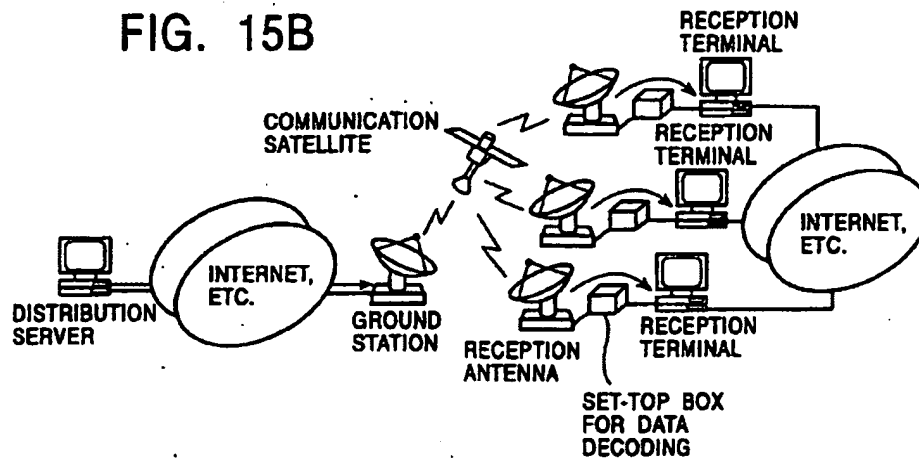 FIG. 15B
RECEPTION
TERMINAL
COMMUNICATION
SATELLITE
RECEPTION
TERMINAL
INTERNET,
ETC.
INTERNET,
ETC.
DISTRIBUTION
SERVER
GROUND
STATION
RECEPTION
ANTENNA
RECEPTION
TERMINAL
SET-TOP BOX
FOR DATA
DECODING